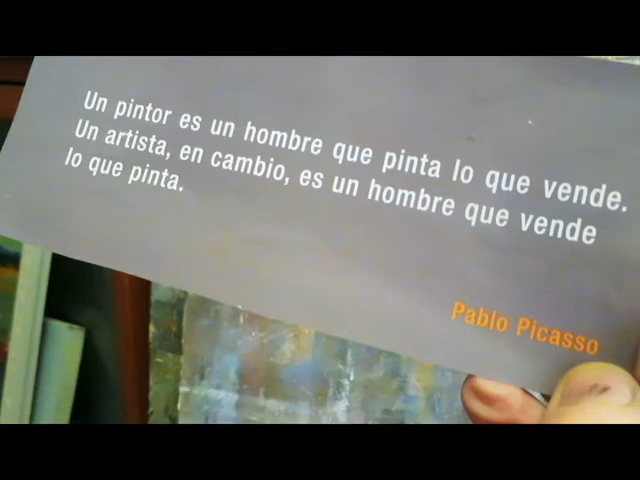 Un pintor es un hombre que pinta lo que vende.
Un artista, en cambio, es un hombre que vende
lo que pinta.
Pablo Picasso